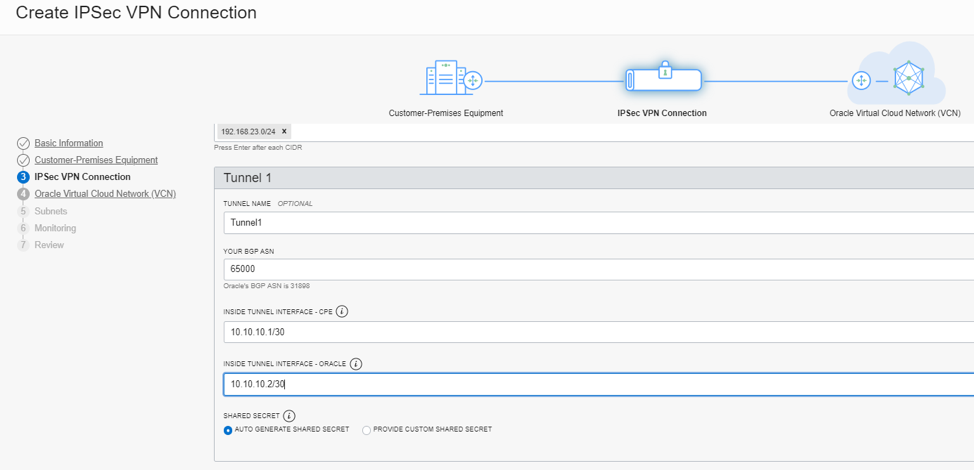 Create IPSec VPN Connection
Customer-Premises Equipment
IPSec VPN Connection
Oracle Virtual Cloud Network (VCN)
Basic Information
Customer-Premises Equipment
3 IPSec VPN Connection
4 Oracle Virtual Cloud Network (VCN)
5 Subnets
6 Monitoring
7 Review
192.168.23.0/24 ×
Press Enter after each CIDR
Tunnel 1
TUNNEL NAME OPTIONAL
Tunnel1
YOUR BGP ASN
65000
Oracle's BGP ASN is 31898
INSIDE TUNNEL INTERFACE - CPE i
10.10.10.1/30
INSIDE TUNNEL INTERFACE - ORACLE i
10.10.10.2/30
SHARED SECRET i
AUTO GENERATE SHARED SECRET PROVIDE CUSTOM SHARED SECRET